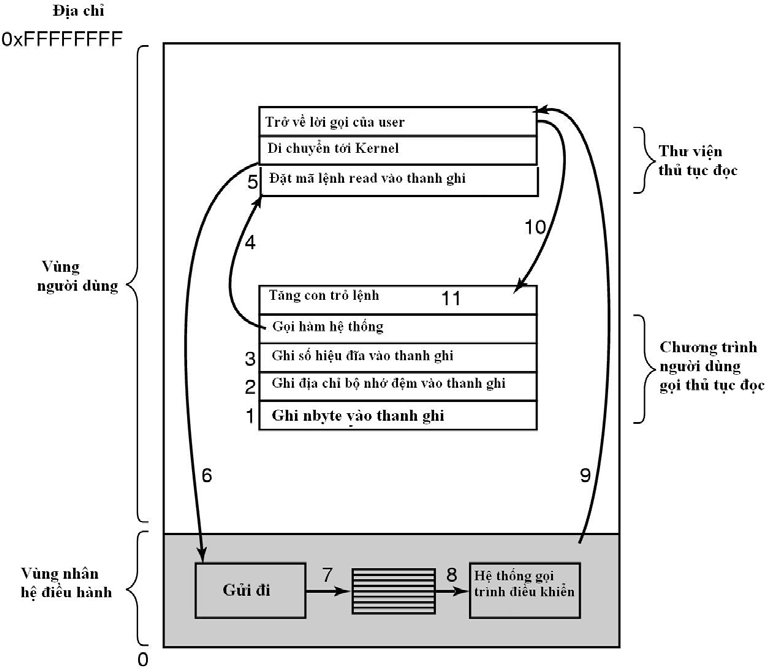 Địa chỉ
0xFFFFFFFF
Trở về lời gọi của user
Di chuyển tới Kernel
5 Đặt mã lệnh read vào thanh ghi
Thư viện
thủ tục đọc
4
10
Vùng
người dùng
Tăng con trỏ lệnh 11
Gọi hàm hệ thống
3 Ghi số hiệu đĩa vào thanh ghi
2 Ghi địa chỉ bộ nhớ đệm vào thanh ghi
1 Ghi nbyte vào thanh ghi
Chương trình
người dùng
gọi thủ tục đọc
6
9
Vùng nhân
hệ điều hành
Gửi đi
7
8
Hệ thống gọi
trình điều khiển
0